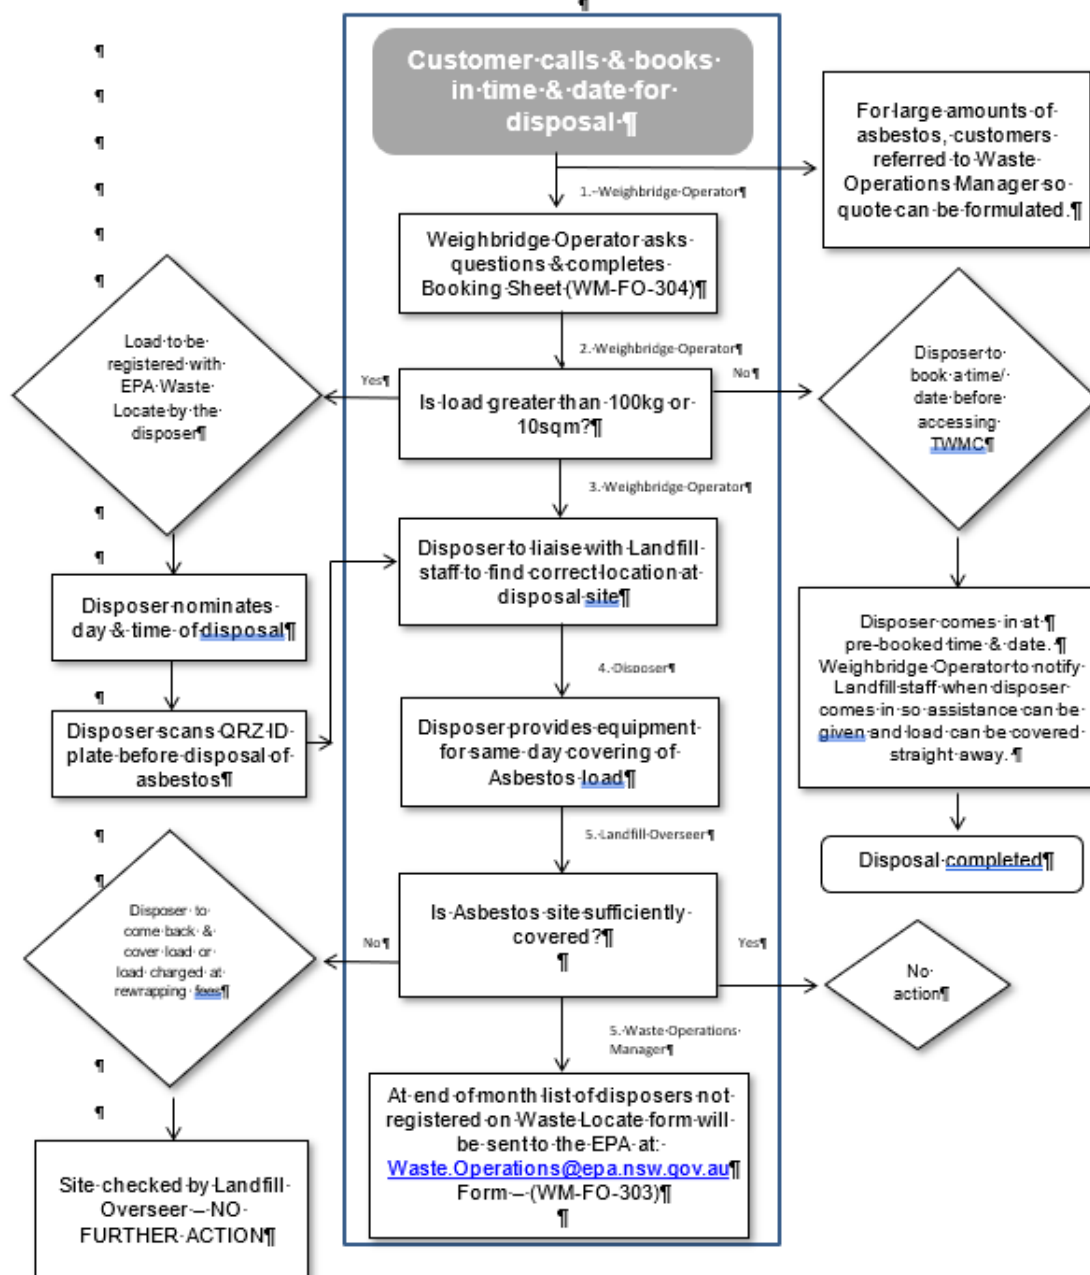 Customer calls & books
in time & date for
disposal ¶
For large amounts of
asbestos, customers
referred to Waste
Operations Manager so
quote can be formulated.¶
1. Weighbridge Operator¶
Weighbridge Operator asks
questions & completes
Booking Sheet (WM-FO-304)¶
2. Weighbridge Operator¶
Load to be
registered with
EPA Waste
Locate by the
disposer¶
Yes¶
Is load greater than 100kg or
10sqm?¶
No¶
Disposer to
book a time/
date before
accessing
TWMC¶
3. Weighbridge Operator¶
Disposer to liaise with Landfill
staff to find correct location at
disposal site¶
Disposer nominates
day & time of disposal¶
Disposer comes in at ¶
pre-booked time & date. ¶
Weighbridge Operator to notify
Landfill staff when disposer
comes in so assistance can be
given and load can be covered
straight away. ¶
4. Disposer¶
Disposer scans QRZ ID
plate before disposal of
asbestos¶
Disposer provides equipment
for same day covering of
Asbestos load¶
5. Landfill Overseer¶
Disposal completed¶
Disposer to
come back &
cover load or
load charged at
rewrapping fees¶
No¶
Is Asbestos site sufficiently
covered?¶
¶
Yes¶
No
action¶
5. Waste Operations
Manager¶
At end of month list of disposers not
registered on Waste Locate form will
be sent to the EPA at:
Waste.Operations@epa.nsw.gov.au¶
Form – (WM-FO-303)¶
¶
Site checked by Landfill
Overseer – NO
FURTHER ACTION¶